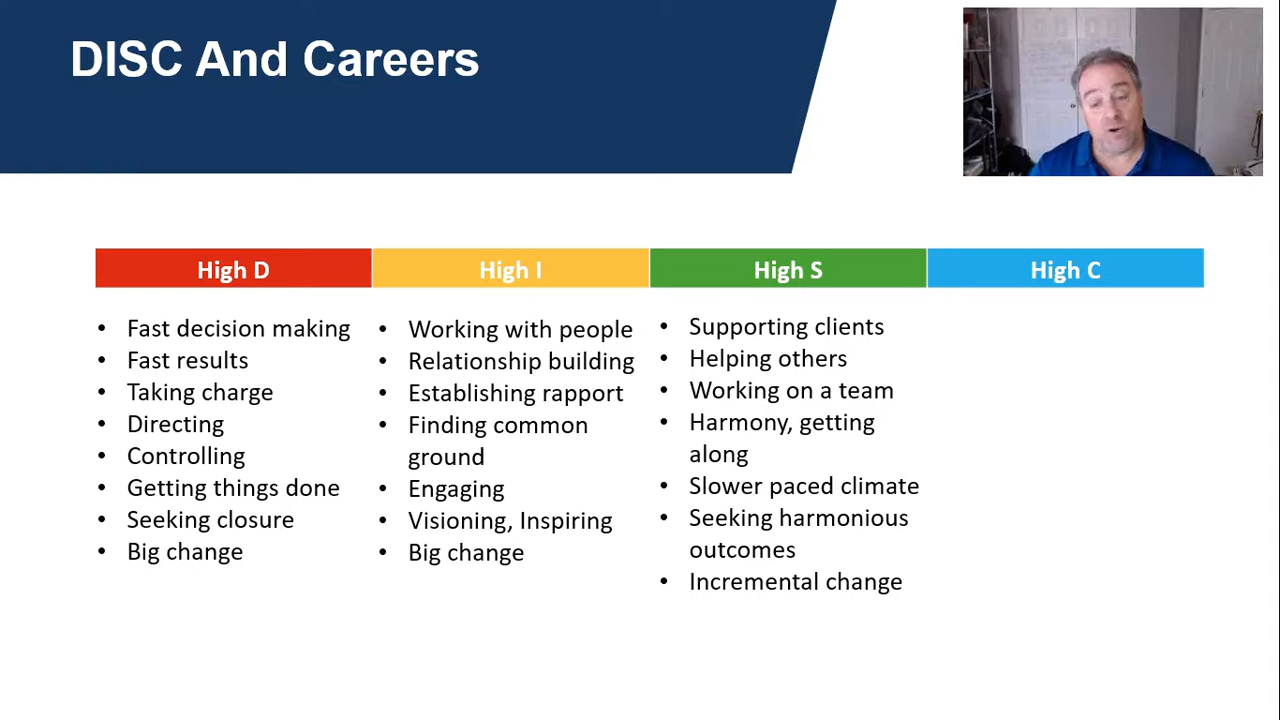 DISC And Careers
High D
High I
High S
High C
• Fast decision making
• Fast results
• Taking charge
• Directing
• Controlling
• Getting things done
• Seeking closure
• Big change
• Working with people
• Relationship building
• Establishing rapport
• Finding common
ground
• Engaging
• Visioning, Inspiring
• Big change
• Supporting clients
• Helping others
• Working on a team
• Harmony, getting
along
• Slower paced climate
• Seeking harmonious
outcomes
• Incremental change